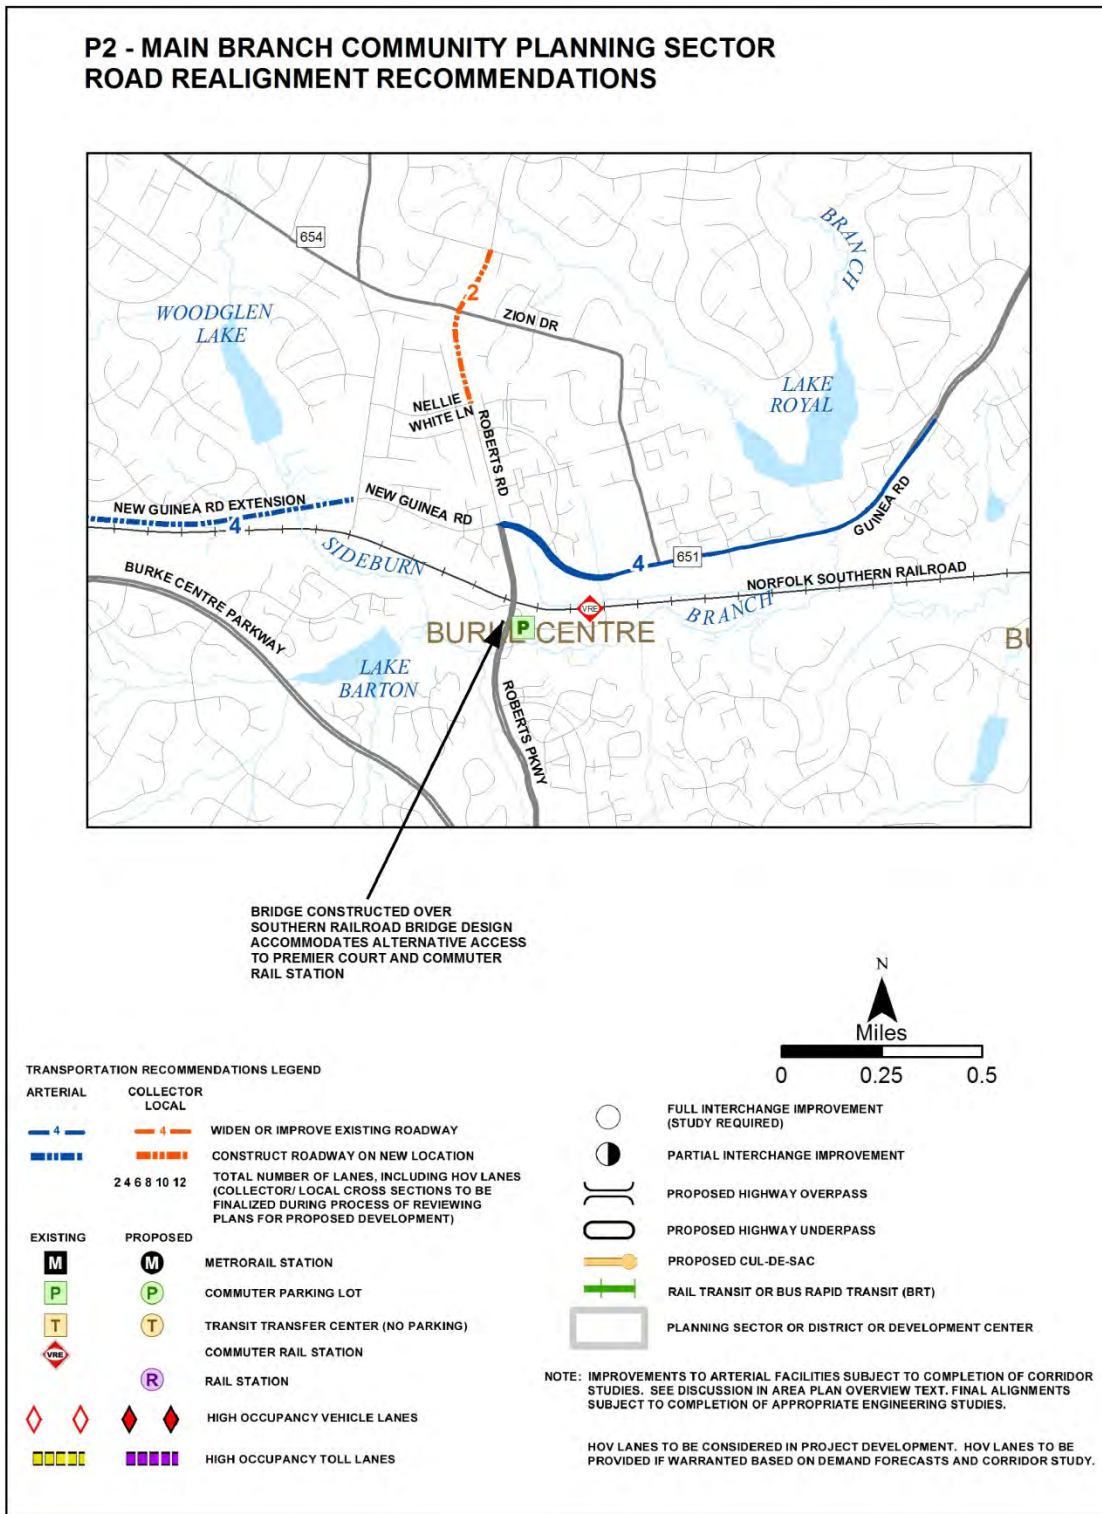 P2 - MAIN BRANCH COMMUNITY PLANNING SECTOR
ROAD REALIGNMENT RECOMMENDATIONS
654
BRANCH
2
WOODGLEN
LAKE
ZION DR
LAKE
ROYAL
NELLIE
WHITE LN
ROBERTS RD
NEW GUINEA RD EXTENSION
4
NEW GUINEA RD
GUINEA RD
SIDEBURN
4
651
NORFOLK SOUTHERN RAILROAD
BURKE CENTRE PARKWAY
VRE
BRANCH
P
BURKE CENTRE
BU
LAKE
BARTON
ROBERTS PKWY
BRIDGE CONSTRUCTED OVER
SOUTHERN RAILROAD BRIDGE DESIGN
ACCOMMODATES ALTERNATIVE ACCESS
TO PREMIER COURT AND COMMUTER
RAIL STATION
N
Miles
0 0.25 0.5
TRANSPORTATION RECOMMENDATIONS LEGEND
ARTERIAL COLLECTOR
LOCAL
4 4 WIDEN OR IMPROVE EXISTING ROADWAY
CONSTRUCT ROADWAY ON NEW LOCATION
2 4 6 8 10 12 TOTAL NUMBER OF LANES, INCLUDING HOV LANES
(COLLECTOR/ LOCAL CROSS SECTIONS TO BE
FINALIZED DURING PROCESS OF REVIEWING
PLANS FOR PROPOSED DEVELOPMENT)
EXISTING PROPOSED
M M METRORAIL STATION
P P COMMUTER PARKING LOT
T T TRANSIT TRANSFER CENTER (NO PARKING)
VRE COMMUTER RAIL STATION
R RAIL STATION
HIGH OCCUPANCY VEHICLE LANES
HIGH OCCUPANCY TOLL LANES
FULL INTERCHANGE IMPROVEMENT
(STUDY REQUIRED)
PARTIAL INTERCHANGE IMPROVEMENT
PROPOSED HIGHWAY OVERPASS
PROPOSED HIGHWAY UNDERPASS
PROPOSED CUL-DE-SAC
RAIL TRANSIT OR BUS RAPID TRANSIT (BRT)
PLANNING SECTOR OR DISTRICT OR DEVELOPMENT CENTER
NOTE: IMPROVEMENTS TO ARTERIAL FACILITIES SUBJECT TO COMPLETION OF CORRIDOR
STUDIES. SEE DISCUSSION IN AREA PLAN OVERVIEW TEXT. FINAL ALIGNMENTS
SUBJECT TO COMPLETION OF APPROPRIATE ENGINEERING STUDIES.
HOV LANES TO BE CONSIDERED IN PROJECT DEVELOPMENT. HOV LANES TO BE
PROVIDED IF WARRANTED BASED ON DEMAND FORECASTS AND CORRIDOR STUDY.